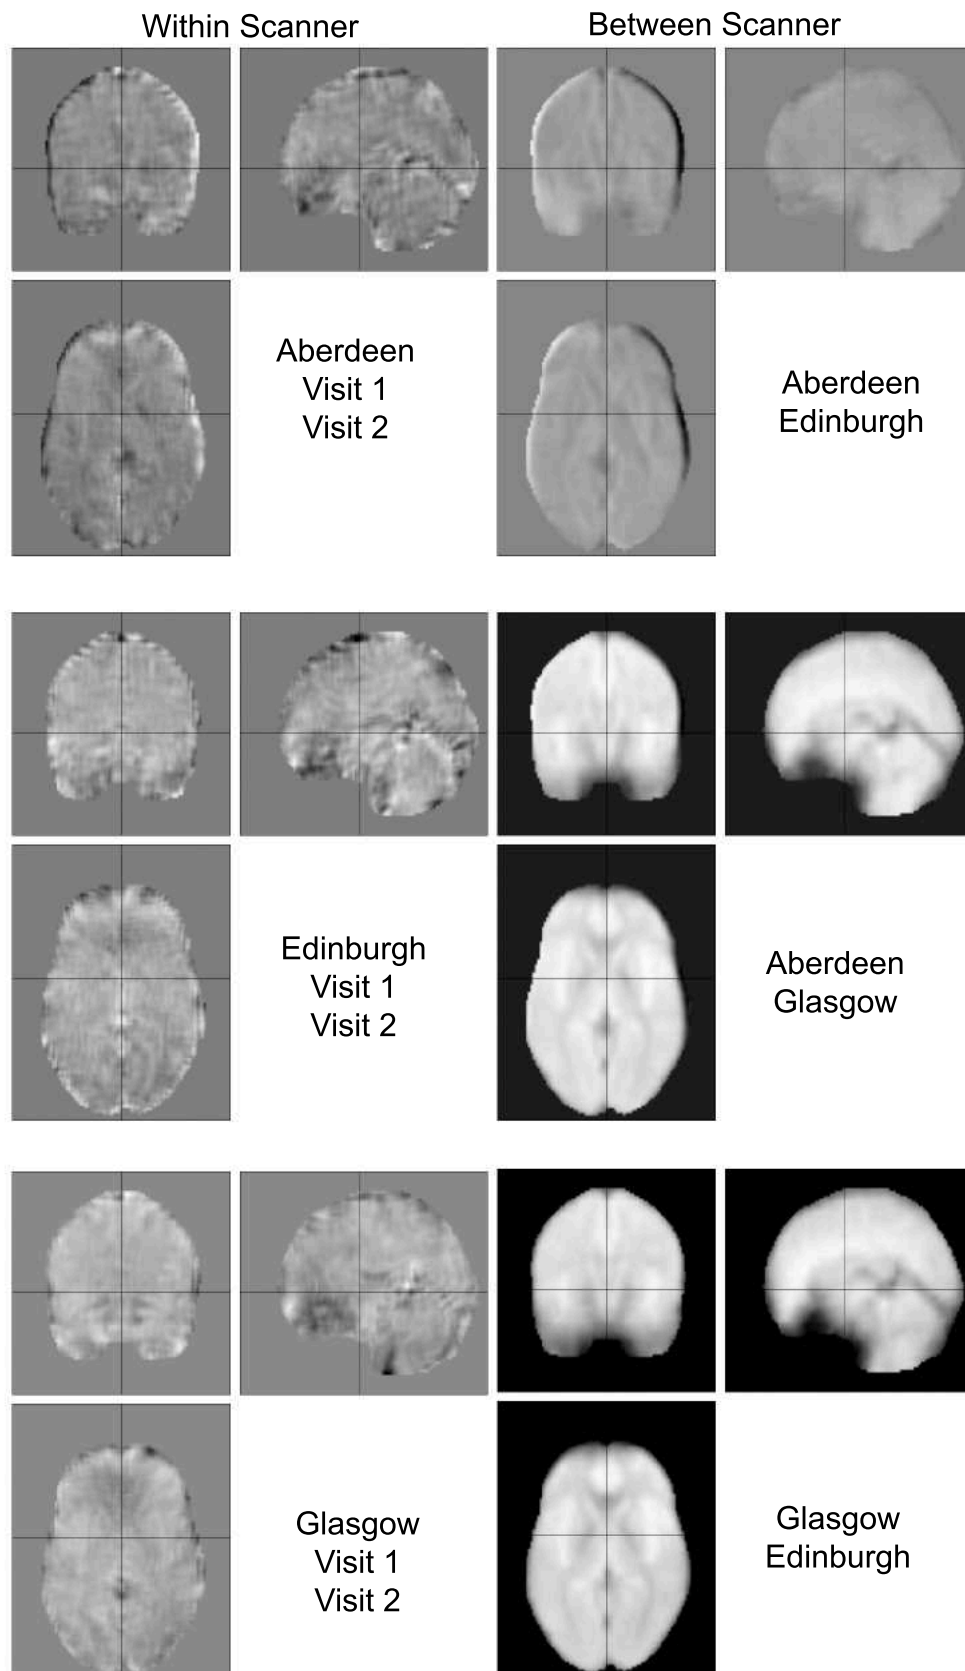 Within Scanner
Between Scanner
Aberdeen
Visit 1
Visit 2
Aberdeen
Edinburgh
Edinburgh
Visit 1
Visit 2
Aberdeen
Glasgow
Glasgow
Visit 1
Visit 2
Glasgow
Edinburgh